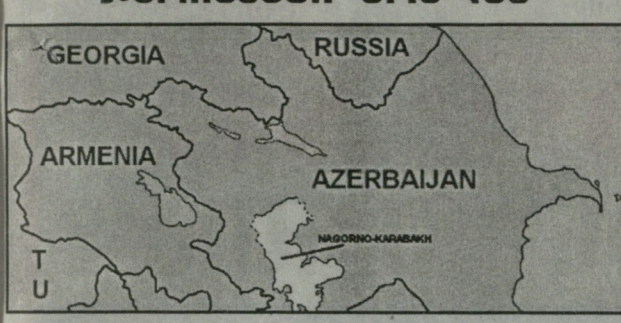 GEORGIA
RUSSIA
ARMENIA
AZERBAIJAN
NAGORNO-KARABAKH
T
U